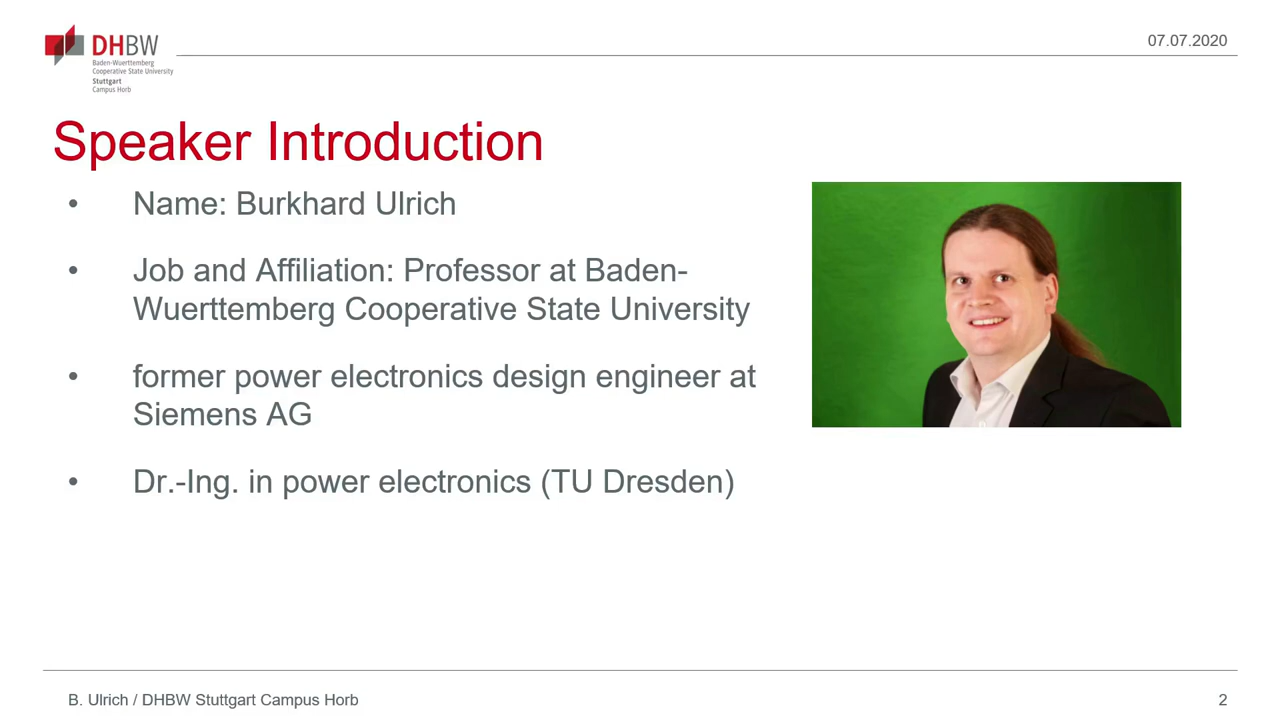 DHBW
Baden-Wuerttemberg
Cooperative State University
Stuttgart
Campus Horb
07.07.2020
Speaker Introduction
• Name: Burkhard Ulrich
• Job and Affiliation: Professor at Baden-
Wuerttemberg Cooperative State University
• former power electronics design engineer at
Siemens AG
• Dr.-Ing. in power electronics (TU Dresden)
B. Ulrich / DHBW Stuttgart Campus Horb
2